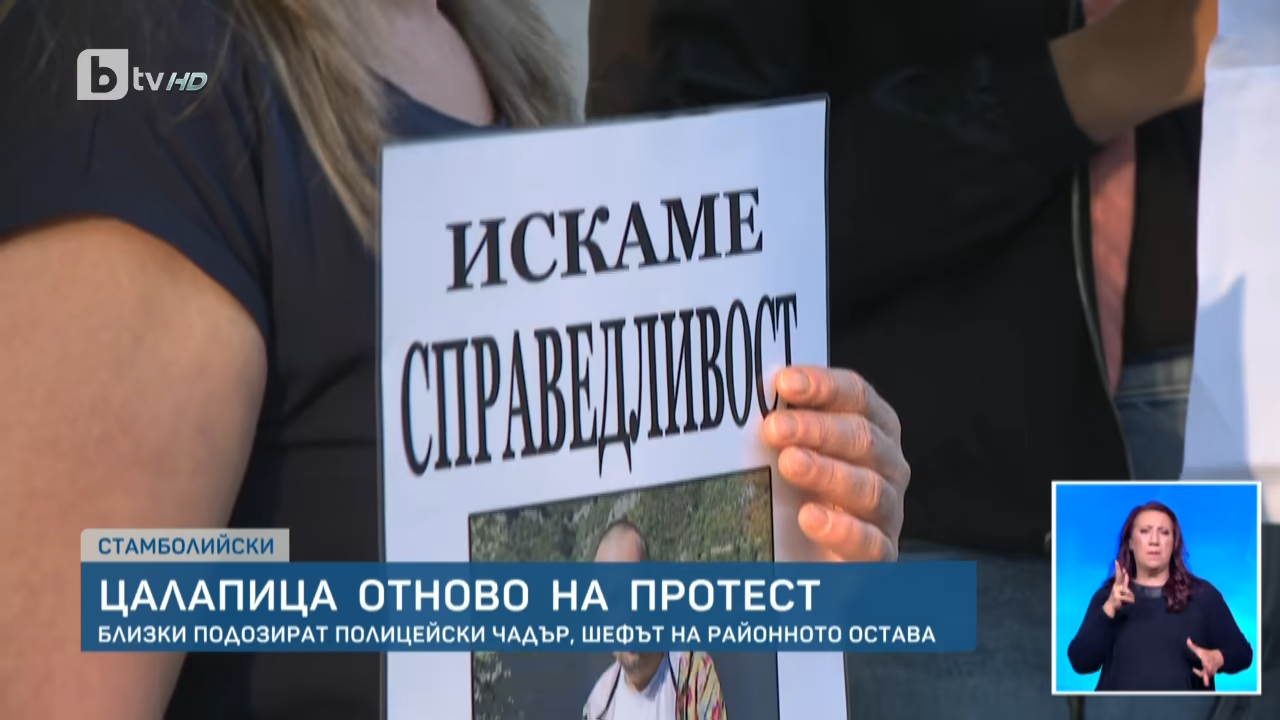 btv HD
ИСКАМЕ
СПРАВЕДЛИВОСТ
СТАМБОЛИЙСКИ
ЦАЛАПИЦА ОТНОВО НА ПРОТЕСТ
БЛИЗКИ ПОДОЗИРАТ ПОЛИЦЕЙСКИ ЧАДЪР, ШЕФЪТ НА РАЙОННОТО ОСТАВА